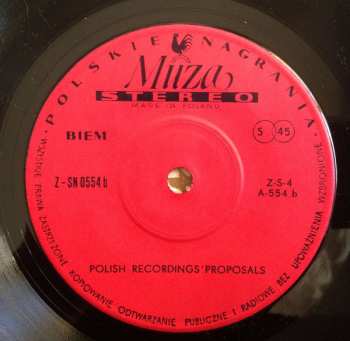 • POLSKIE NAGRANIA •
Muza
STEREO
MADE IN POLAND
BIEM
S 45
Z-SN 0554 b
Z-S-4
A-554 b
POLISH RECORDINGS' PROPOSALS
WSZYSTKIE PRAWA ZASTRZEŻONE KOPIOWANIE ODTWARZANIE PUBLICZNE I RADIOWE BEZ UPOWAŻNIENIA WZBRONIONE